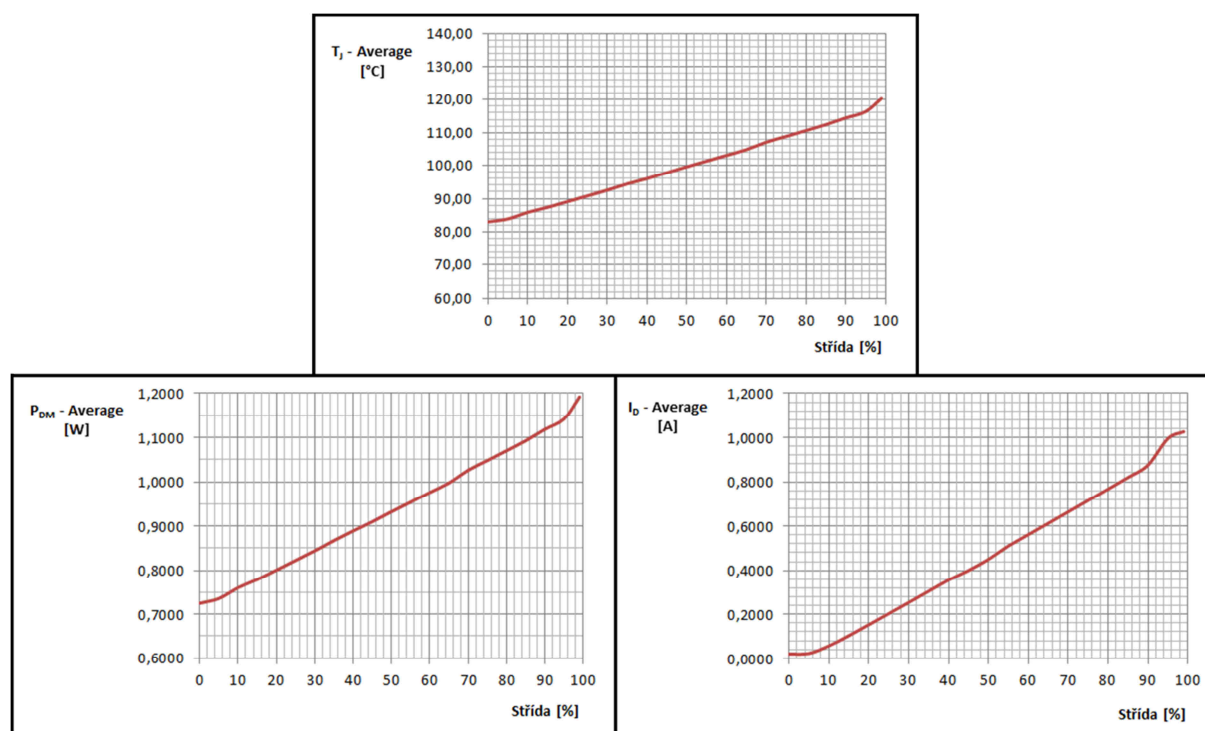 T_J - Average
[°C]
140,00
130,00
120,00
110,00
100,00
90,00
80,00
70,00
60,00
0 10 20 30 40 50 60 70 80 90 100
Střída [%]
P_DM - Average
[W]
1,2000
1,1000
1,0000
0,9000
0,8000
0,7000
0,6000
0 10 20 30 40 50 60 70 80 90 100
Střída [%]
I_D - Average
[A]
1,2000
1,0000
0,8000
0,6000
0,4000
0,2000
0,0000
0 10 20 30 40 50 60 70 80 90 100
Střída [%]